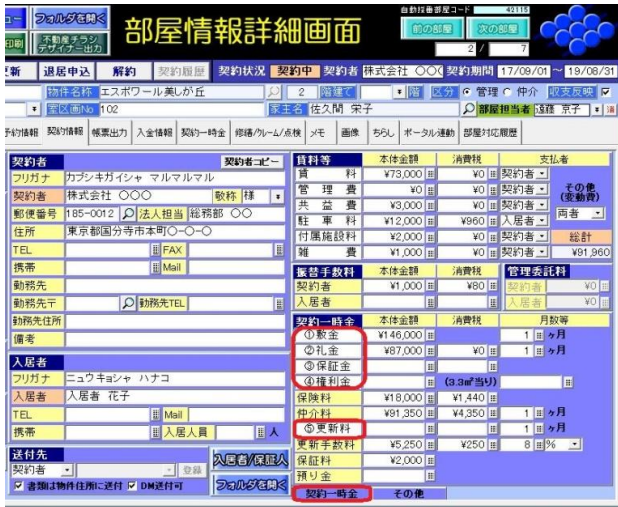 フォルダを開く
部屋情報詳細画面
自動採番部屋コード 42115
前の部屋 次の部屋
2 / 7
印刷 不動産チラシ デザイナー出力
新 退居申込 解約 契約履歴 契約状況 契約中 契約者 株式会社 ○○ 契約期間 17/09/01 ~ 19/08/31
物件名称 エスポワール美しが丘 2 階建て 階 区分 管理 仲介 収支反映
室区画No 102 家主名 佐久間 宋子 部屋担当者 遠藤 京子
予約情報 契約情報 帳票出力 入金情報 契約一時金 修繕/クレーム/点検 メモ 画像 ちらし ポータル連動 部屋対応履歴
契約者 契約者コピー
フリガナ カブシキガイシャ マルマルマル
契約者 株式会社 ○○○ 敬称 様
郵便番号 185-0012 法人担当 総務部 ○○
住所 東京都国分寺市本町○-○-○
TEL FAX
携帯 Mail
勤務先
勤務先〒 勤務先TEL
勤務先住所
備考
入居者
フリガナ ニュウキョシャ ハナコ
入居者 入居者 花子
TEL Mail
携帯 入居人員 人
送付先
契約者 登録
書類は物件住所に送付 DM送付可
入居者/保証人
フォルダを開く
賃料等 本体金額 消費税 支払者
賃料 ¥73,000 ¥0 契約者
管理費 ¥0 ¥0 契約者
共益費 ¥3,000 ¥0 契約者
駐車料 ¥12,000 ¥960 入居者
付属施設料 ¥2,000 ¥0 契約者
雑費 ¥1,000 ¥0 契約者
その他
(変動費)
両者
総計
¥91,960
振替手数料 本体金額 消費税 管理委託料
契約者 ¥1,000 ¥80 契約者 ¥0
入居者 入居者 ¥0
契約一時金 本体金額 消費税 月数等
①敷金 ¥146,000 1 ヶ月
②礼金 ¥87,000 ¥0 1 ヶ月
③保証金
④権利金 (3.3㎡当り)
保険料 ¥18,000 ¥1,440
仲介料 ¥91,350 ¥4,350 1 ヶ月
⑤更新料 1 ヶ月
更新手数料 ¥5,250 ¥250 8 %
保証料 ¥2,000
預り金
契約一時金 その他